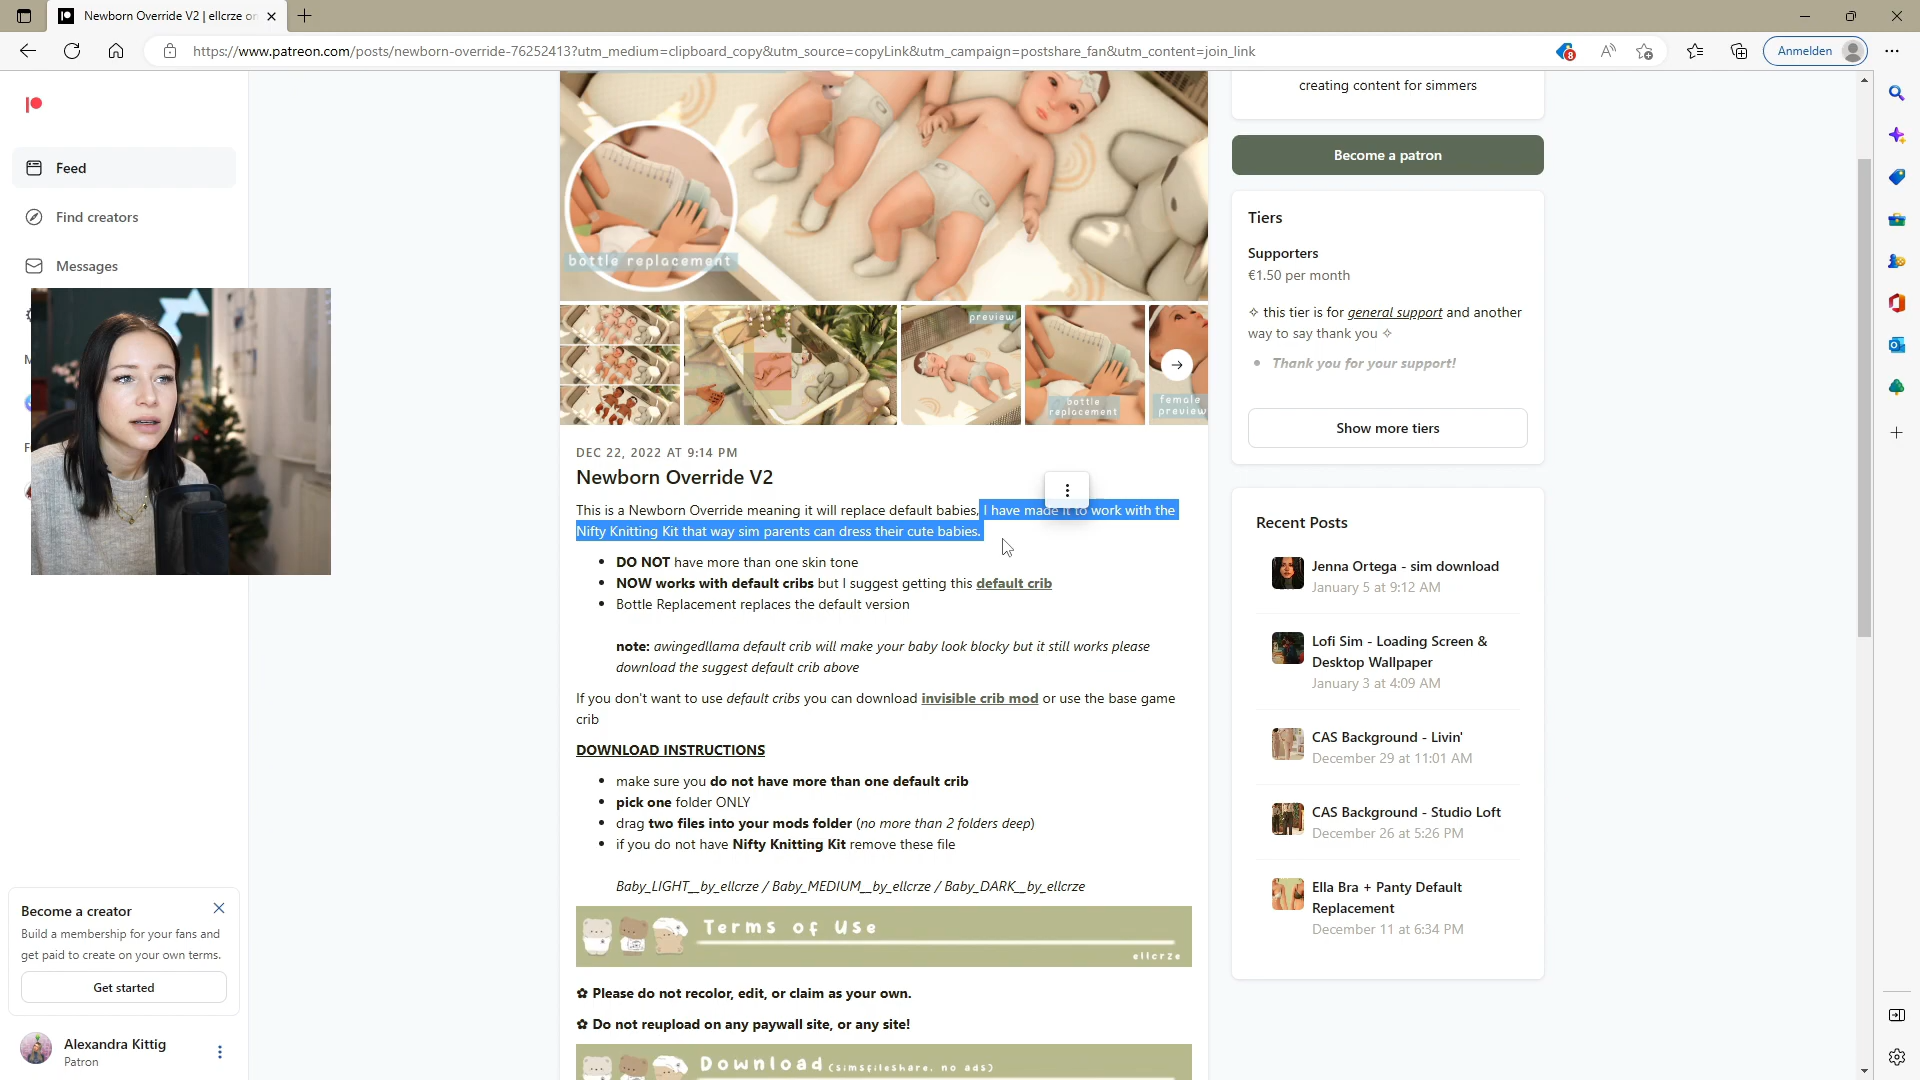 Newborn Override V2 | ellcrze on
https://www.patreon.com/posts/newborn-override-76252413?utm_medium=clipboard_copy&utm_source=copyLink&utm_campaign=postshare_fan&utm_content=join_link
8
Anmelden
Feed
Find creators
Messages
bottle replacement
preview
bottle
replacement
female
preview
DEC 22, 2022 AT 9:14 PM
Newborn Override V2
This is a Newborn Override meaning it will replace default babies, I have made it to work with the
Nifty Knitting Kit that way sim parents can dress their cute babies.
• DO NOT have more than one skin tone
• NOW works with default cribs but I suggest getting this default crib
• Bottle Replacement replaces the default version
note: awingedllama default crib will make your baby look blocky but it still works please
download the suggest default crib above
If you don't want to use default cribs you can download invisible crib mod or use the base game
crib
DOWNLOAD INSTRUCTIONS
• make sure you do not have more than one default crib
• pick one folder ONLY
• drag two files into your mods folder (no more than 2 folders deep)
• if you do not have Nifty Knitting Kit remove these file
Baby_LIGHT__by_ellcrze / Baby_MEDIUM__by_ellcrze / Baby_DARK__by_ellcrze
Terms of Use
ellcrze
✿ Please do not recolor, edit, or claim as your own.
✿ Do not reupload on any paywall site, or any site!
Download (simsfileshare, no ads)
creating content for simmers
Become a patron
Tiers
Supporters
€1.50 per month
✧ this tier is for general support and another
way to say thank you ✧
• Thank you for your support!
Show more tiers
Recent Posts
Jenna Ortega - sim download
January 5 at 9:12 AM
Lofi Sim - Loading Screen &
Desktop Wallpaper
January 3 at 4:09 AM
CAS Background - Livin'
December 29 at 11:01 AM
CAS Background - Studio Loft
December 26 at 5:26 PM
Ella Bra + Panty Default
Replacement
December 11 at 6:34 PM
Become a creator
Build a membership for your fans and
get paid to create on your own terms.
Get started
Alexandra Kittig
Patron